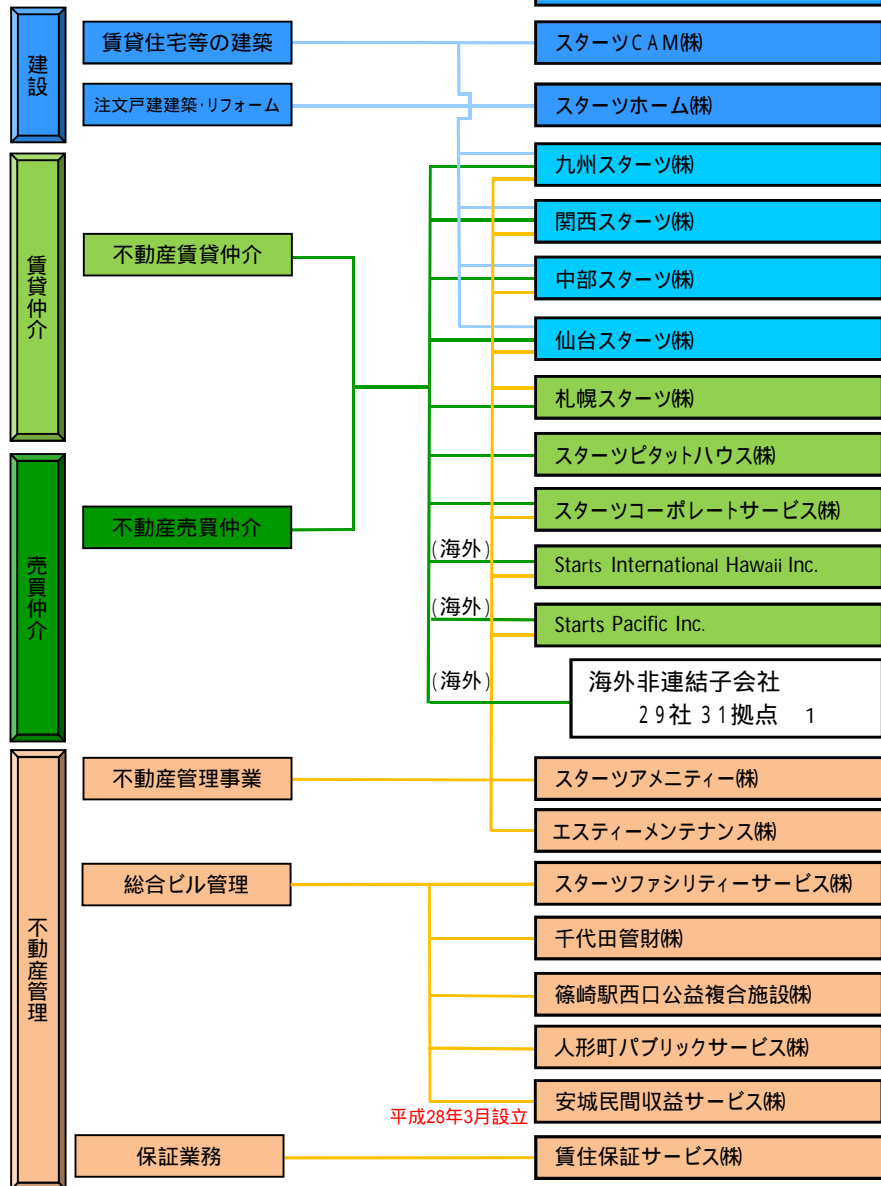 建設
賃貸住宅等の建築
スターツCAM㈱
注文戸建建築・リフォーム
スターツホーム㈱
九州スターツ㈱
関西スターツ㈱
賃貸仲介
不動産賃貸仲介
中部スターツ㈱
仙台スターツ㈱
札幌スターツ㈱
スターツピタットハウス㈱
売買仲介
不動産売買仲介
スターツコーポレートサービス㈱
(海外)
Starts International Hawaii Inc.
(海外)
Starts Pacific Inc.
(海外)
海外非連結子会社
29社 31拠点 1
不動産管理
不動産管理事業
スターツアメニティー㈱
エスティーメンテナンス㈱
総合ビル管理
スターツファシリティーサービス㈱
千代田管財㈱
篠崎駅西口公益複合施設㈱
人形町パブリックサービス㈱
安城民間収益サービス㈱
平成28年3月設立
保証業務
賃住保証サービス㈱